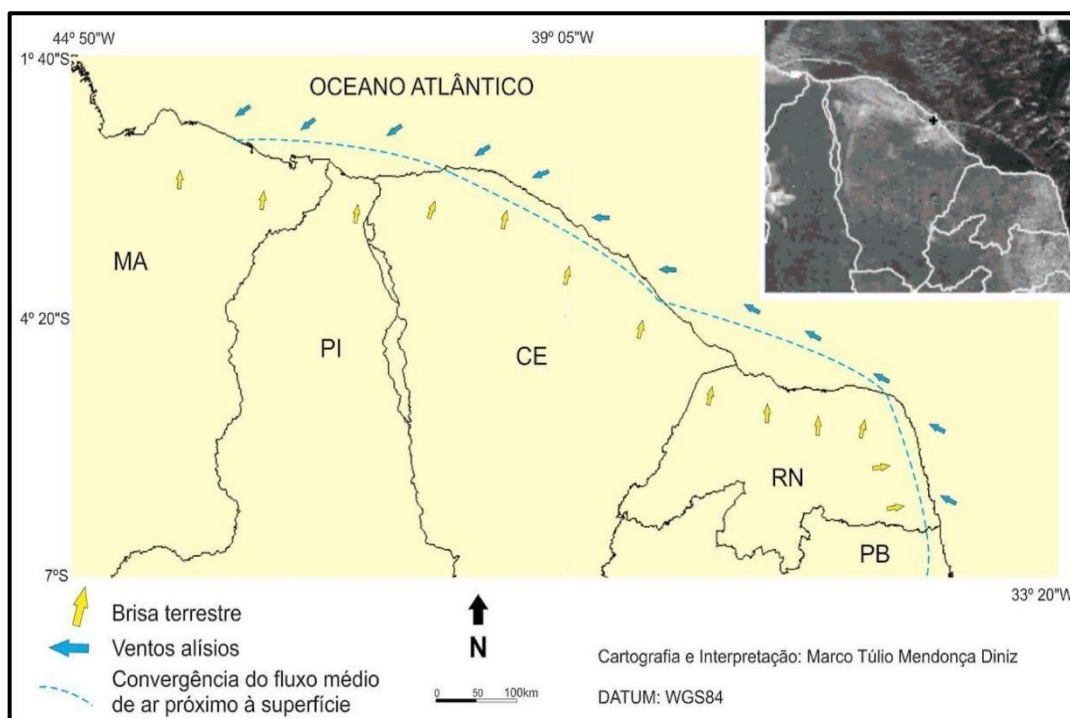 44º 50"W
39º 05"W
1º 40"S
OCEANO ATLÂNTICO
MA
4º 20"S
PI
CE
RN
PB
7ºS
33º 20"W
Brisa terrestre
Ventos alísios
N
Convergência do fluxo médio
de ar próximo à superfície
0 50 100km
Cartografia e Interpretação: Marco Túlio Mendonça Diniz
DATUM: WGS84